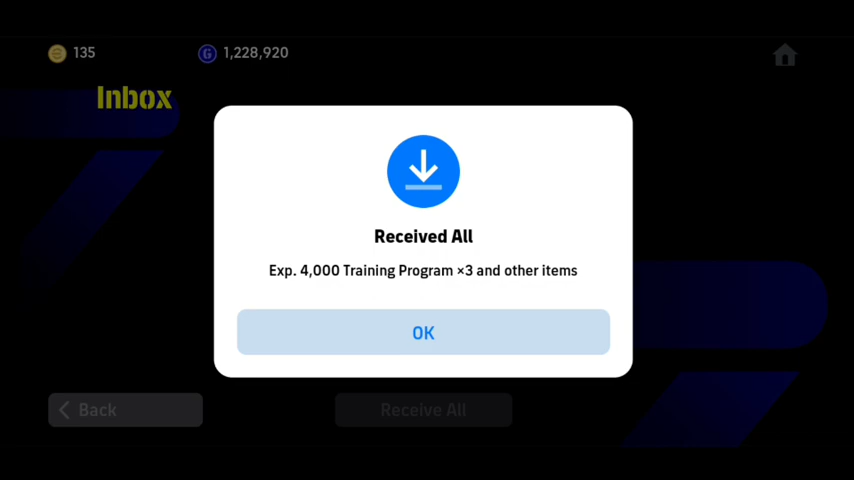 135
1,228,920
Inbox
Received All
Exp. 4,000 Training Program ×3 and other items
OK
Back
Receive All